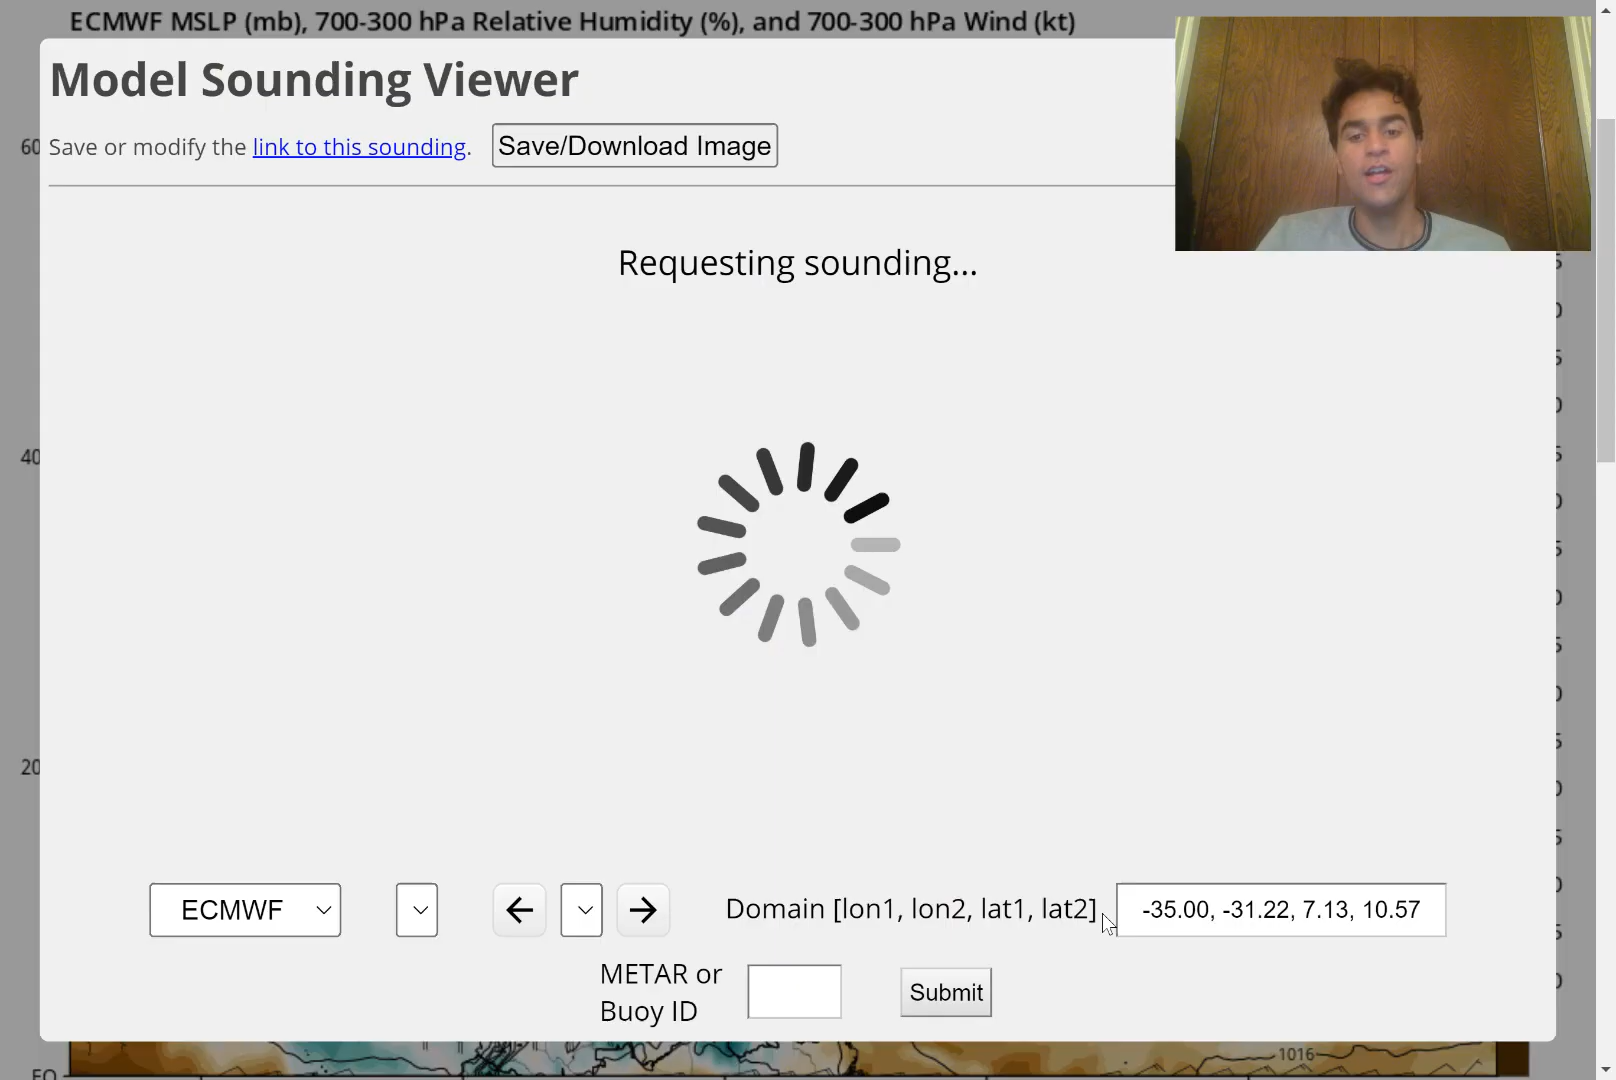 ECMWF MSLP (mb), 700-300 hPa Relative Humidity (%), and 700-300 hPa Wind (kt)
Model Sounding Viewer
60
Save or modify the link to this sounding.
Save/Download Image
Requesting sounding...
40
20
ECMWF
Domain [lon1, lon2, lat1, lat2]
-35.00, -31.22, 7.13, 10.57
METAR or
Buoy ID
Submit
1016
EQ